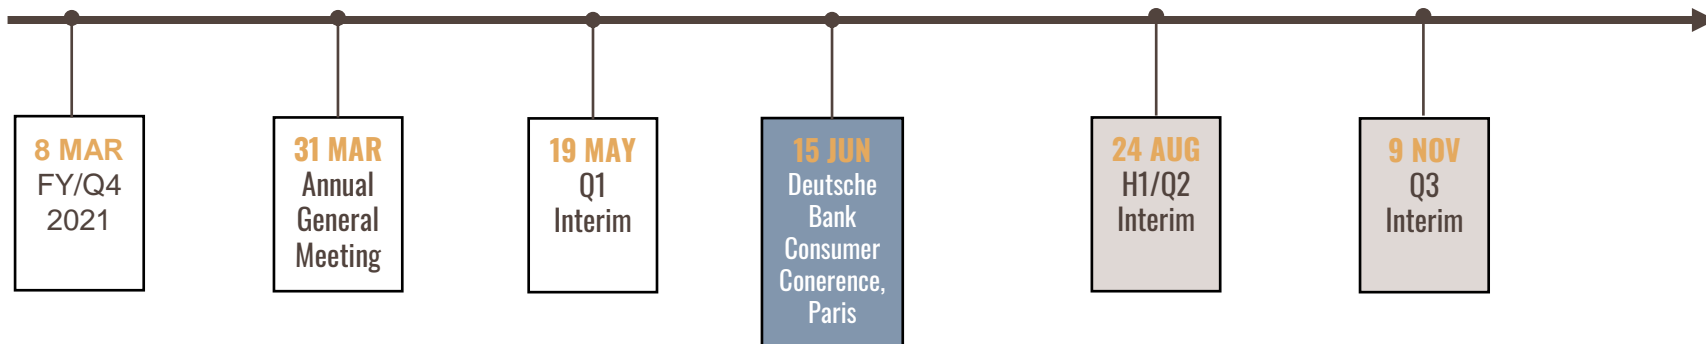 8 MAR
FY/Q4
2021
31 MAR
Annual
General
Meeting
19 MAY
Q1
Interim
15 JUN
Deutsche
Bank
Consumer
Conerence,
Paris
24 AUG
H1/Q2
Interim
9 NOV
Q3
Interim